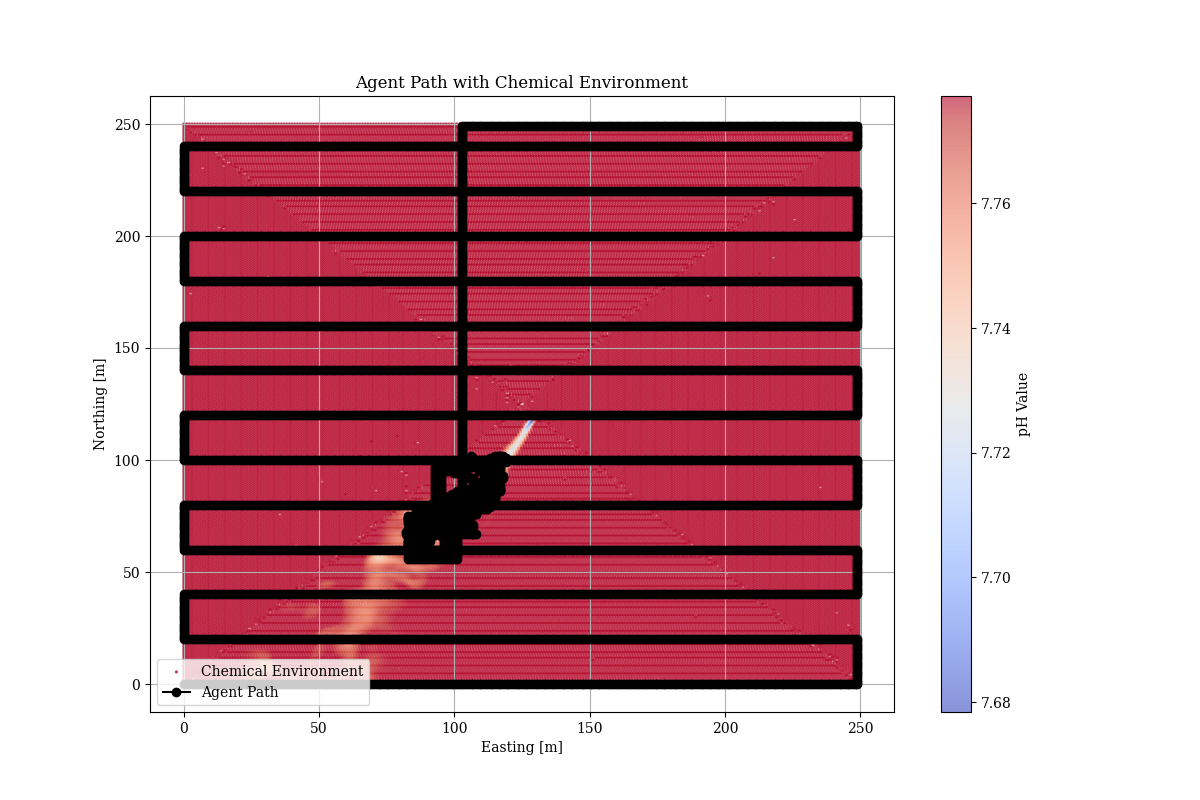 Agent Path with Chemical Environment
Northing [m]
250
200
150
100
50
0
Chemical Environment
Agent Path
0 50 100 150 200 250
Easting [m]
7.76
7.74
7.72
7.70
7.68
pH Value